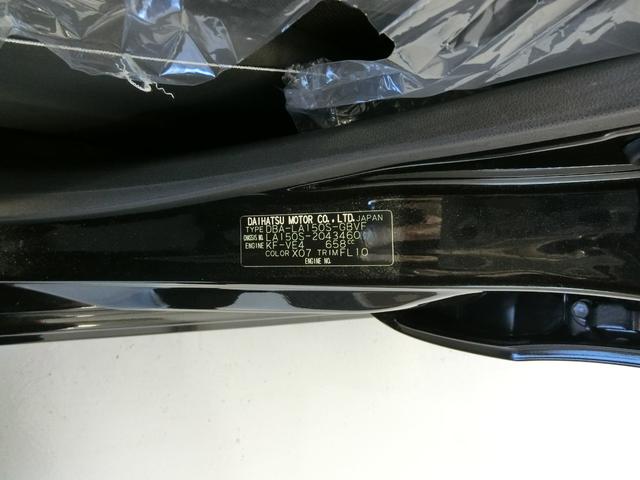 DAIHATSU MOTOR CO., LTD. JAPAN
TYPE DBA-LA150S-GBVF
CHASSIS NO. LA150S-2043460
ENGINE KF-VE4 658cc
COLOR X07 TRIM FL10
ENGINE NO.